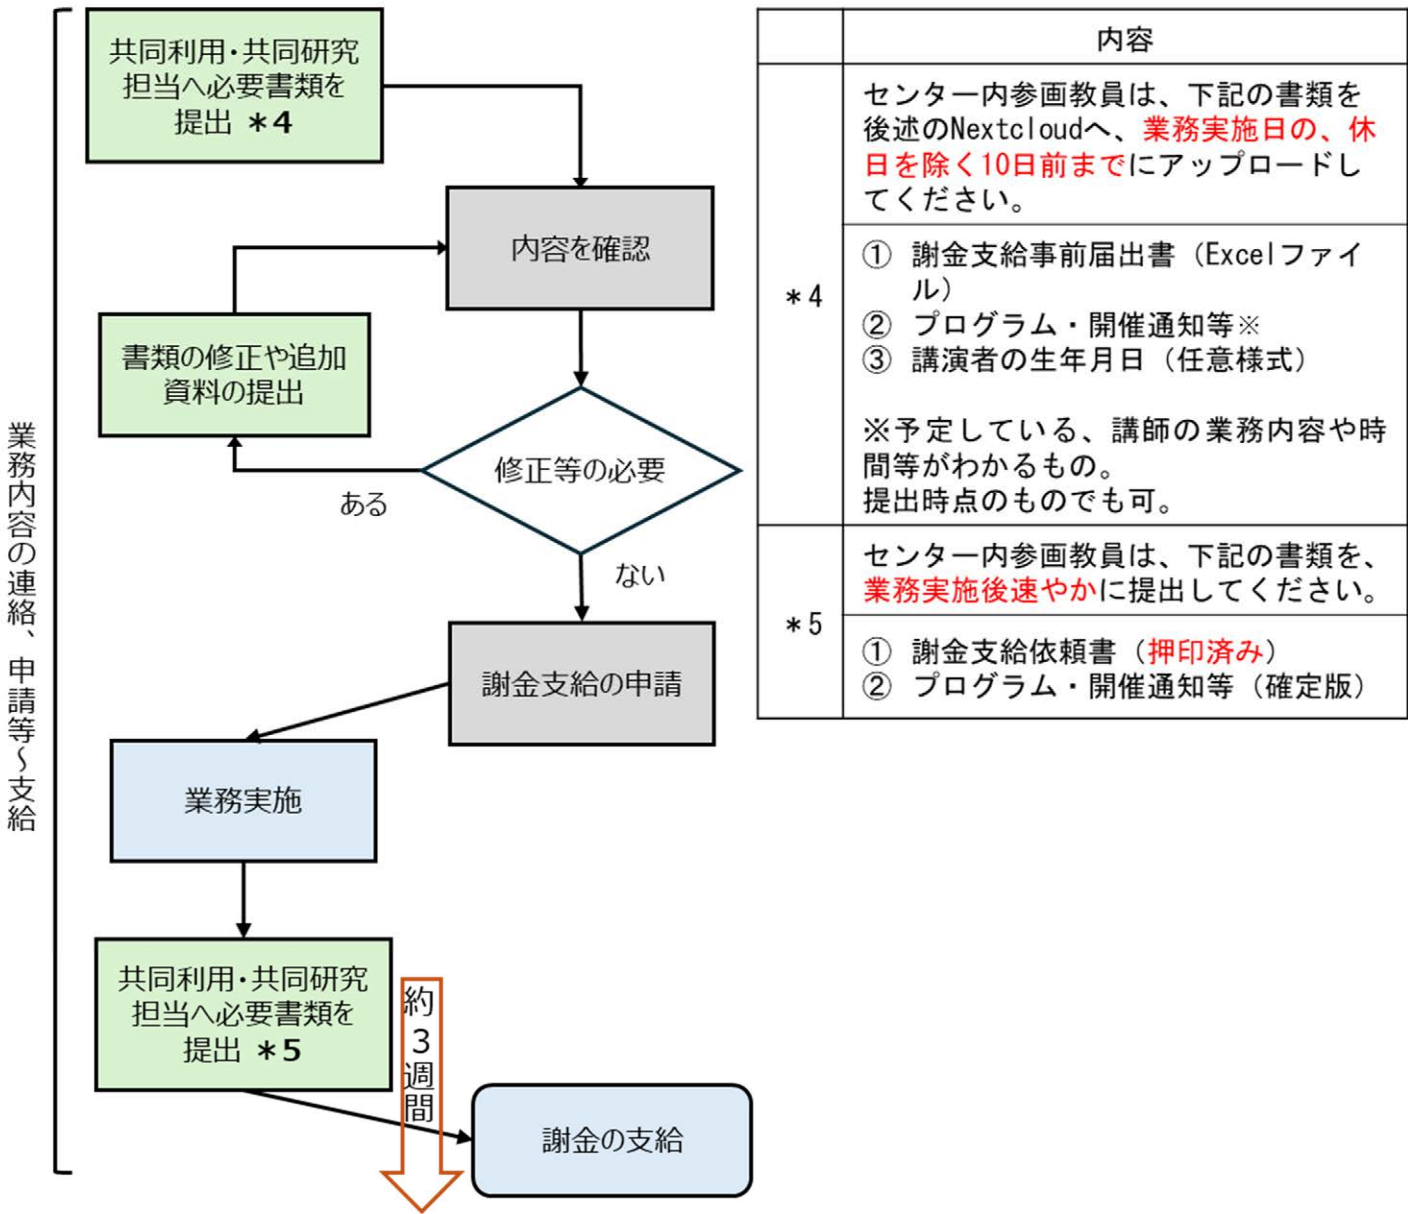 業務内容の連絡、申請等～支給
共同利用・共同研究
担当へ必要書類を
提出 ＊4
内容を確認
書類の修正や追加
資料の提出
修正等の必要
ある
ない
謝金支給の申請
業務実施
共同利用・共同研究
担当へ必要書類を
提出 ＊5
約3週間
謝金の支給
内容
＊4
センター内参画教員は、下記の書類を
後述のNextcloudへ、業務実施日の、休
日を除く10日前までにアップロードし
てください。
① 謝金支給事前届出書（Excelファイ
ル）
② プログラム・開催通知等※
③ 講演者の生年月日（任意様式）
※予定している、講師の業務内容や時
間等がわかるもの。
提出時点のものでも可。
＊5
センター内参画教員は、下記の書類を、
業務実施後速やかに提出してください。
① 謝金支給依頼書（押印済み）
② プログラム・開催通知等（確定版）